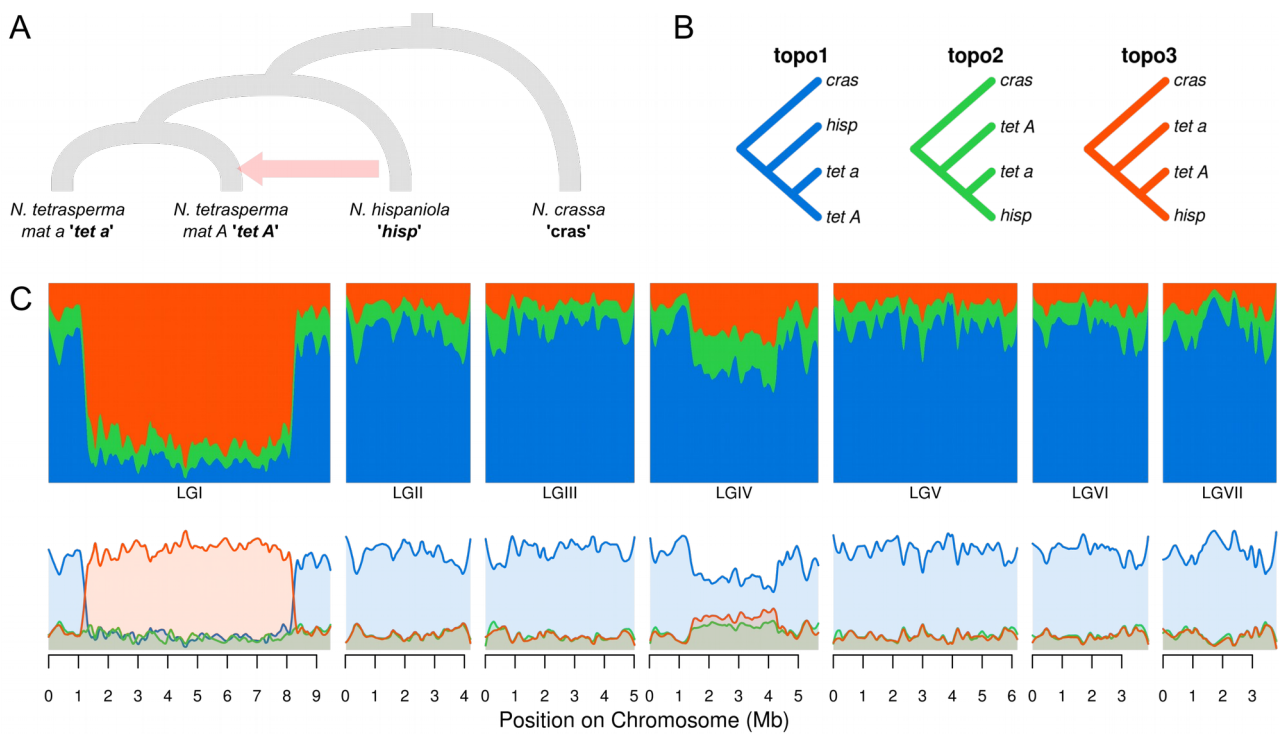 A
N. tetrasperma
mat a 'tet a'
N. tetrasperma
mat A 'tet A'
N. hispaniola
'hisp'
N. crassa
'cras'
B
topo1
cras
hisp
tet a
tet A
topo2
cras
tet A
tet a
hisp
topo3
cras
tet a
tet A
hisp
C
LGI LGII LGIII LGIV LGV LGVI LGVII
0 1 2 3 4 5 6 7 8 9 0 1 2 3 4 0 1 2 3 4 5 0 1 2 3 4 5 0 1 2 3 4 5 6 0 1 2 3 0 1 2 3
Position on Chromosome (Mb)